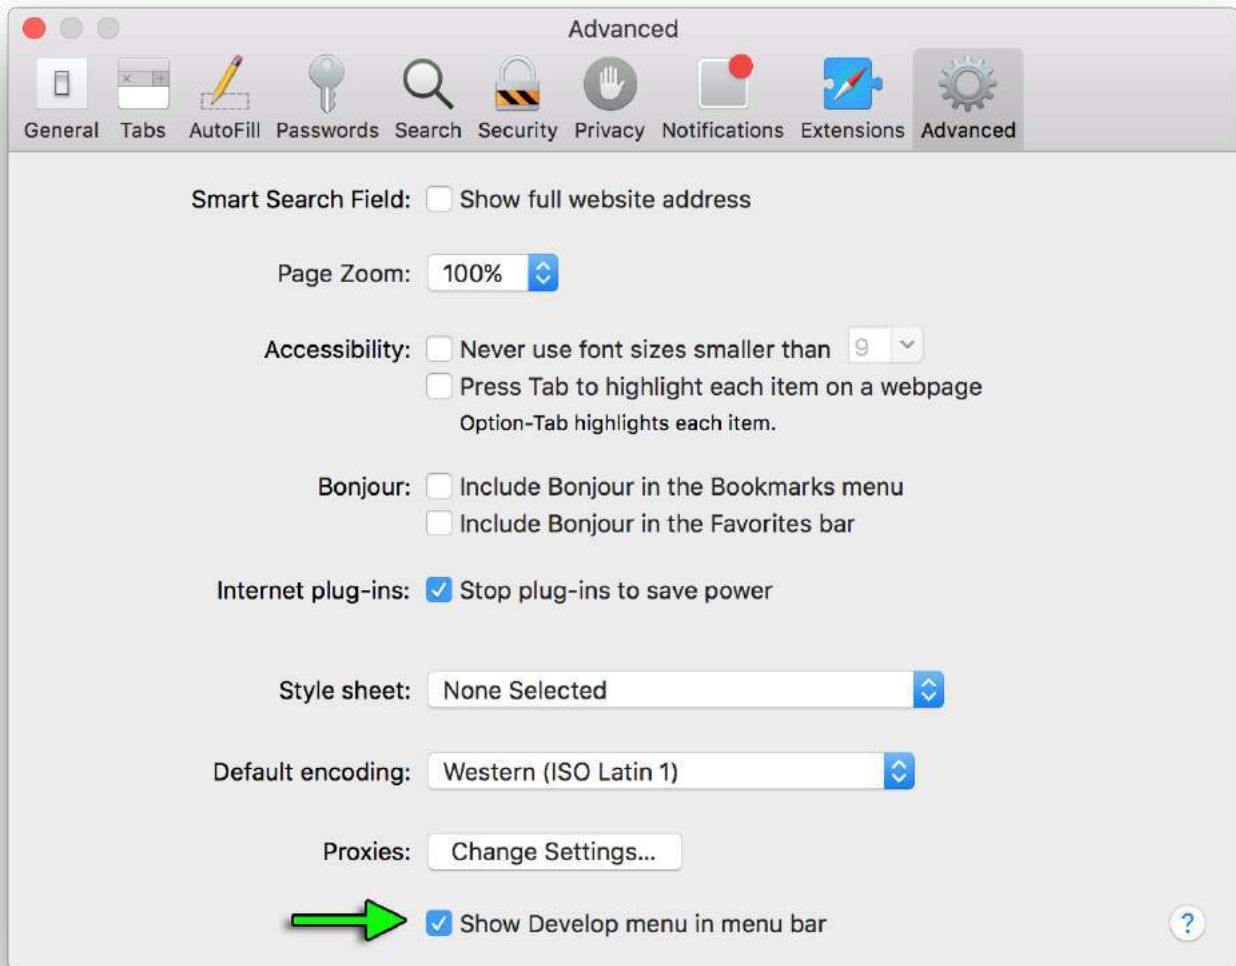 Advanced
General Tabs AutoFill Passwords Search Security Privacy Notifications Extensions Advanced
Smart Search Field: Show full website address
Page Zoom: 100%
Accessibility: Never use font sizes smaller than 9
Press Tab to highlight each item on a webpage
Option-Tab highlights each item.
Bonjour: Include Bonjour in the Bookmarks menu
Include Bonjour in the Favorites bar
Internet plug-ins: Stop plug-ins to save power
Style sheet: None Selected
Default encoding: Western (ISO Latin 1)
Proxies: Change Settings...
Show Develop menu in menu bar ?